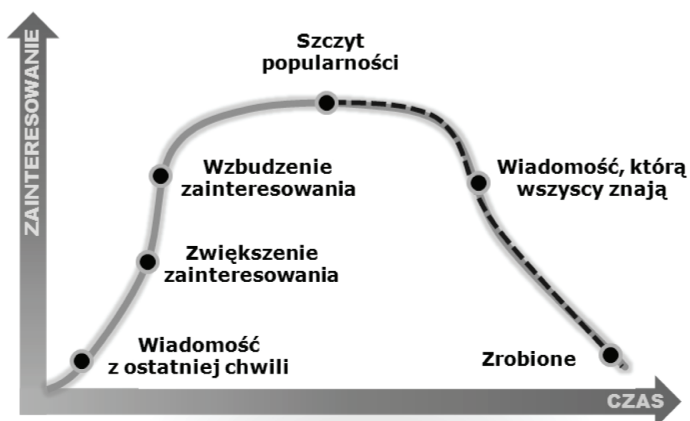 ZAINTERESOWANIE
Szczyt
popularności
Wzbudzenie
zainteresowania
Wiadomość, którą
wszyscy znają
Zwiększenie
zainteresowania
Wiadomość
z ostatniej chwili
Zrobione
CZAS